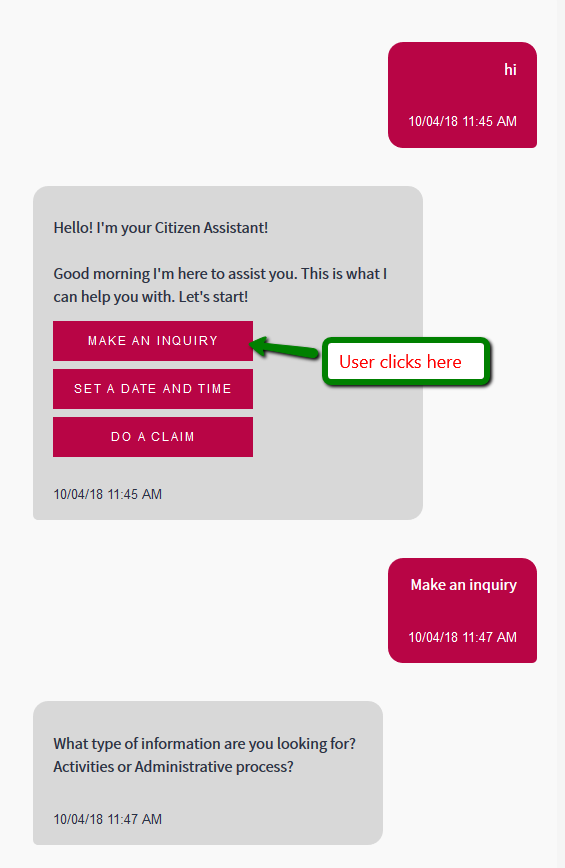 hi
10/04/18 11:45 AM
Hello! I'm your Citizen Assistant!
Good morning I'm here to assist you. This is what I
can help you with. Let's start!
MAKE AN INQUIRY
User clicks here
SET A DATE AND TIME
DO A CLAIM
10/04/18 11:45 AM
Make an inquiry
10/04/18 11:47 AM
What type of information are you looking for?
Activities or Administrative process?
10/04/18 11:47 AM